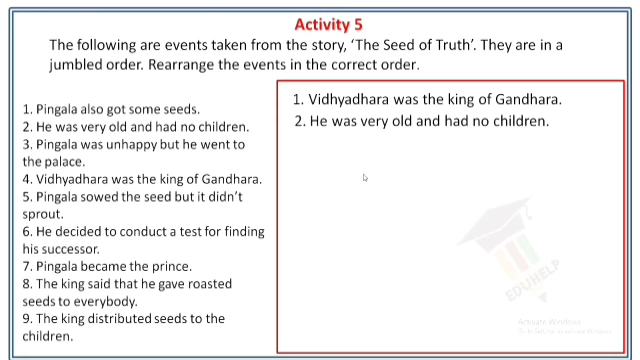 Activity 5
The following are events taken from the story, ‘The Seed of Truth’. They are in a
jumbled order. Rearrange the events in the correct order.
1. Pingala also got some seeds.
2. He was very old and had no children.
3. Pingala was unhappy but he went to
the palace.
4. Vidhyadhara was the king of Gandhara.
5. Pingala sowed the seed but it didn’t
sprout.
6. He decided to conduct a test for finding
his successor.
7. Pingala became the prince.
8. The king said that he gave roasted
seeds to everybody.
9. The king distributed seeds to the
children.
1. Vidhyadhara was the king of Gandhara.
2. He was very old and had no children.
EDUHELP
Activate Windows